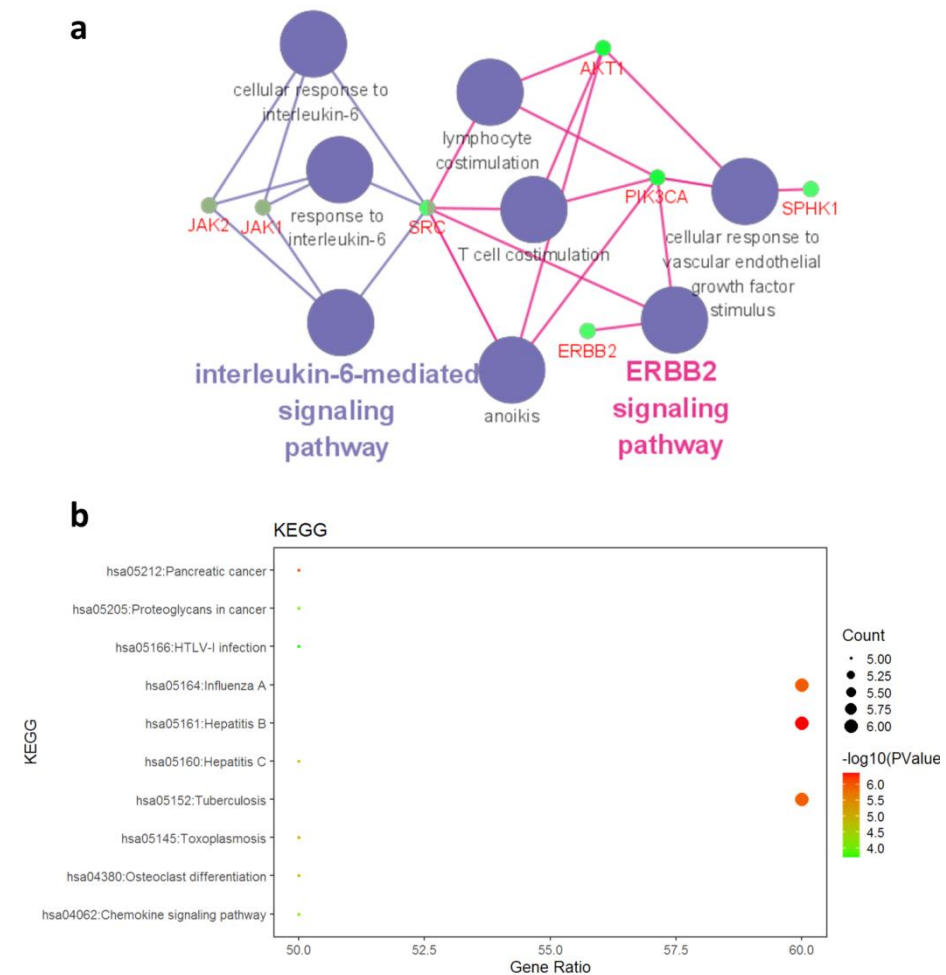 a
cellular response to
interleukin-6
AKT1
lymphocyte
costimulation
JAK2
JAK1
response to
interleukin-6
SRC
T cell costimulation
PIK3CA
SPHK1
cellular response to
vascular endothelial
growth factor
stimulus
ERBB2
interleukin-6-mediated
signaling
pathway
anoikis
ERBB2
signaling
pathway
b
KEGG
KEGG
hsa05212:Pancreatic cancer
hsa05205:Proteoglycans in cancer
hsa05166:HTLV-I infection
hsa05164:Influenza A
hsa05161:Hepatitis B
hsa05160:Hepatitis C
hsa05152:Tuberculosis
hsa05145:Toxoplasmosis
hsa04380:Osteoclast differentiation
hsa04062:Chemokine signaling pathway
50.0 52.5 55.0 57.5 60.0
Gene Ratio
Count
5.00
5.25
5.50
5.75
6.00
-log10(PValue
6.0
5.5
5.0
4.5
4.0